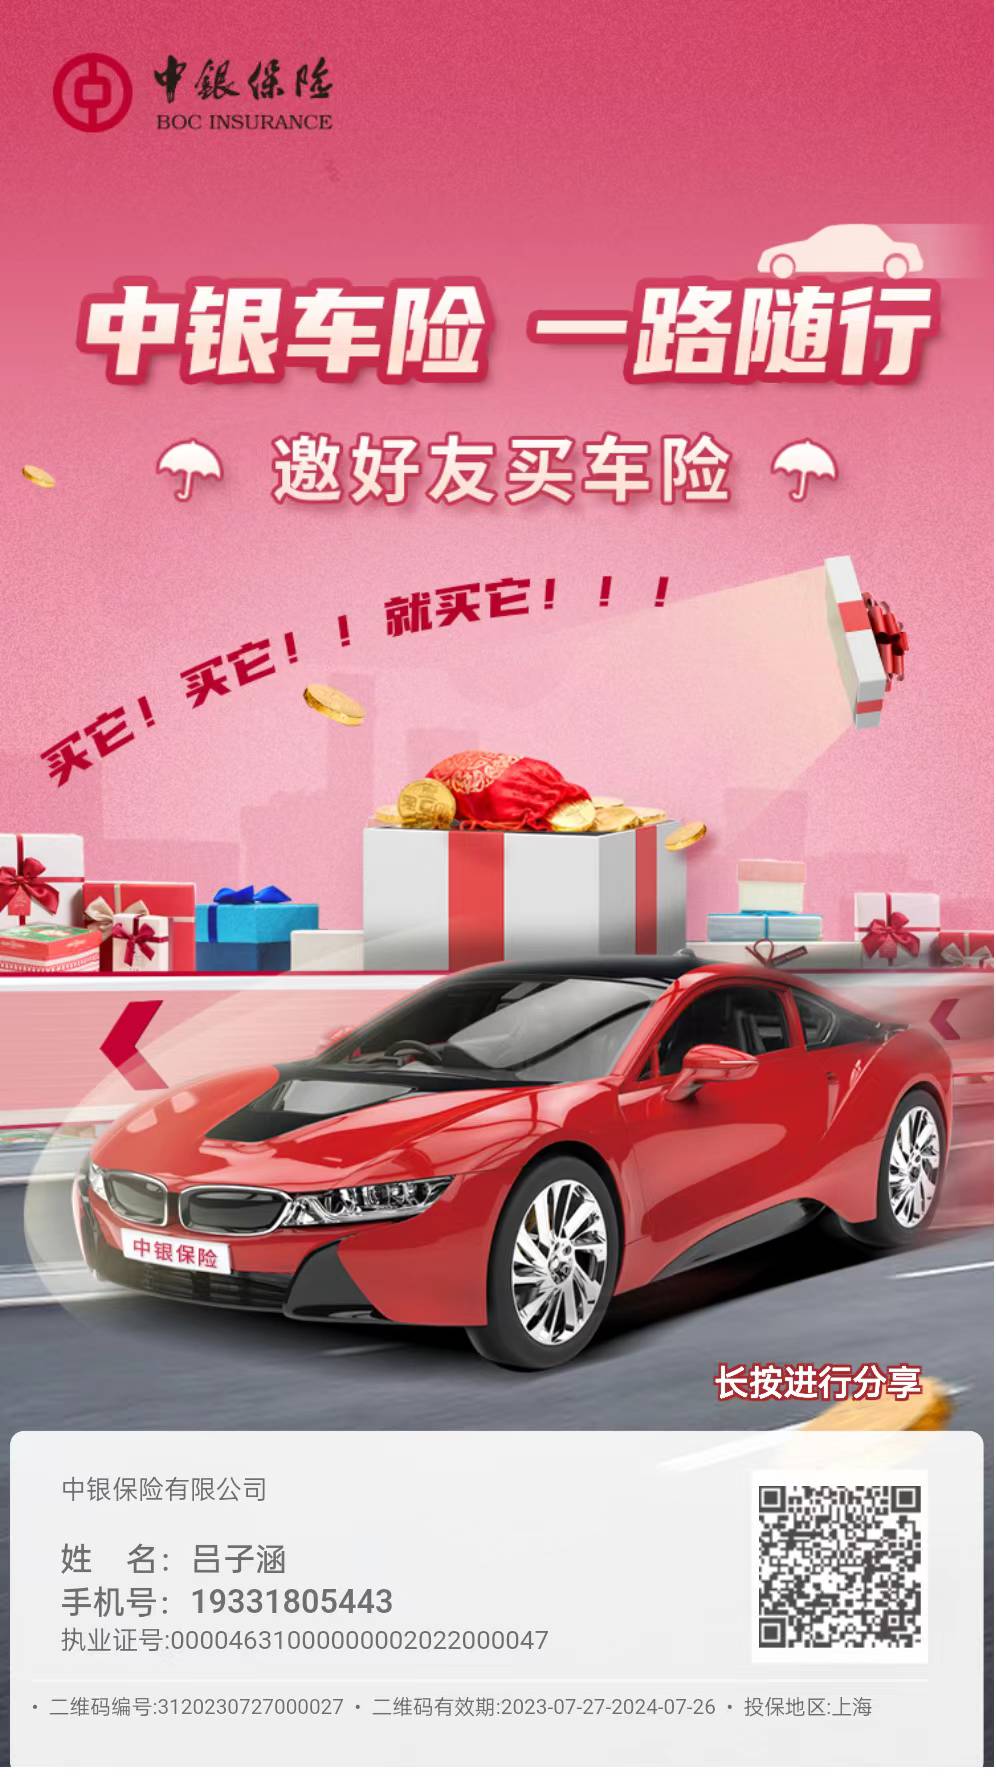 中银保险
BOC INSURANCE
中银车险 一路随行
邀好友买车险
买它！买它！！就买它！！！
中银保险
长按进行分享
中银保险有限公司
姓 名：吕子涵
手机号：19331805443
执业证号:00004631000000002022000047
• 二维码编号:3120230727000027 • 二维码有效期:2023-07-27-2024-07-26 • 投保地区:上海